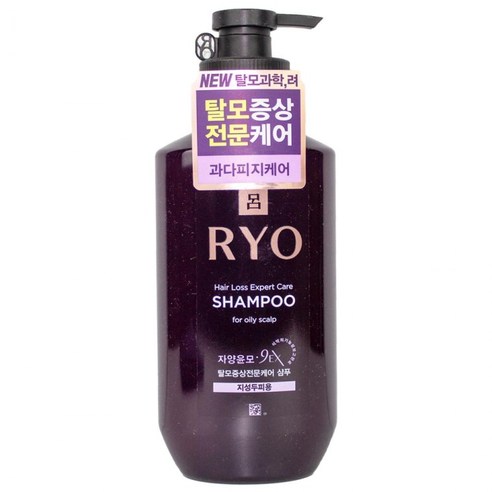 NEW 탈모과학,려
탈모증상
전문케어
과다피지케어
呂
RYO
Hair Loss Expert Care
SHAMPOO
for oily scalp
자양윤모·9EX
탈모증상전문케어 샴푸
지성두피용